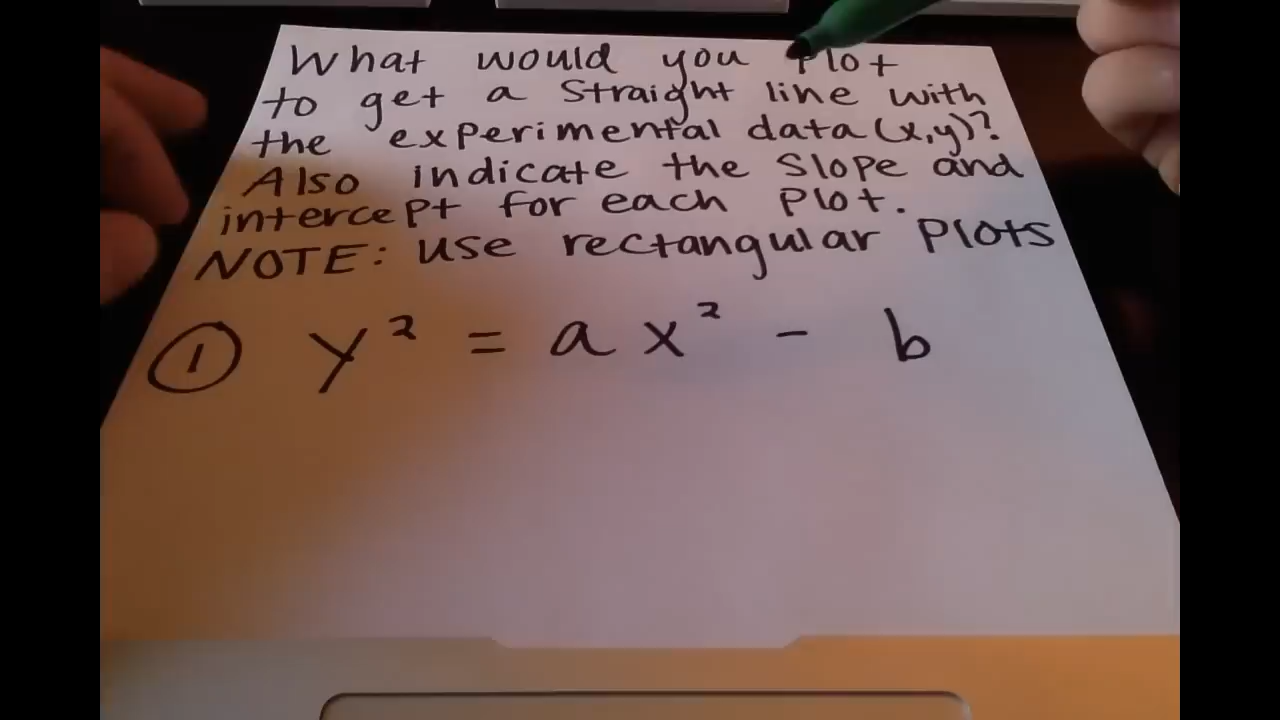 What would you Plot
to get a Straight line with
the experimental data (x,y)?
Also indicate the Slope and
intercept for each Plot.
NOTE: Use rectangular Plots
① y² = ax² - b